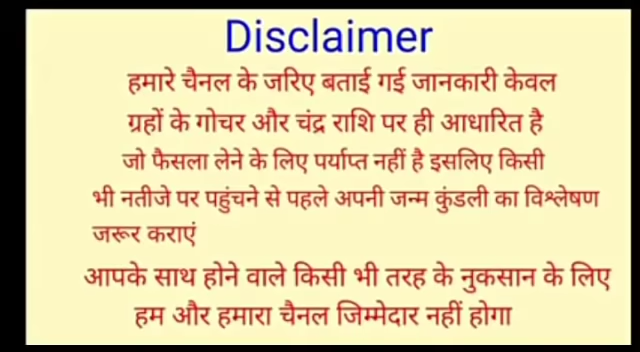 Disclaimer
हमारे चैनल के जरिए बताई गई जानकारी केवल
ग्रहों के गोचर और चंद्र राशि पर ही आधारित है
जो फैसला लेने के लिए पर्याप्त नहीं है इसलिए किसी
भी नतीजे पर पहुंचने से पहले अपनी जन्म कुंडली का विश्लेषण
जरूर कराएं
आपके साथ होने वाले किसी भी तरह के नुकसान के लिए
हम और हमारा चैनल जिम्मेदार नहीं होगा